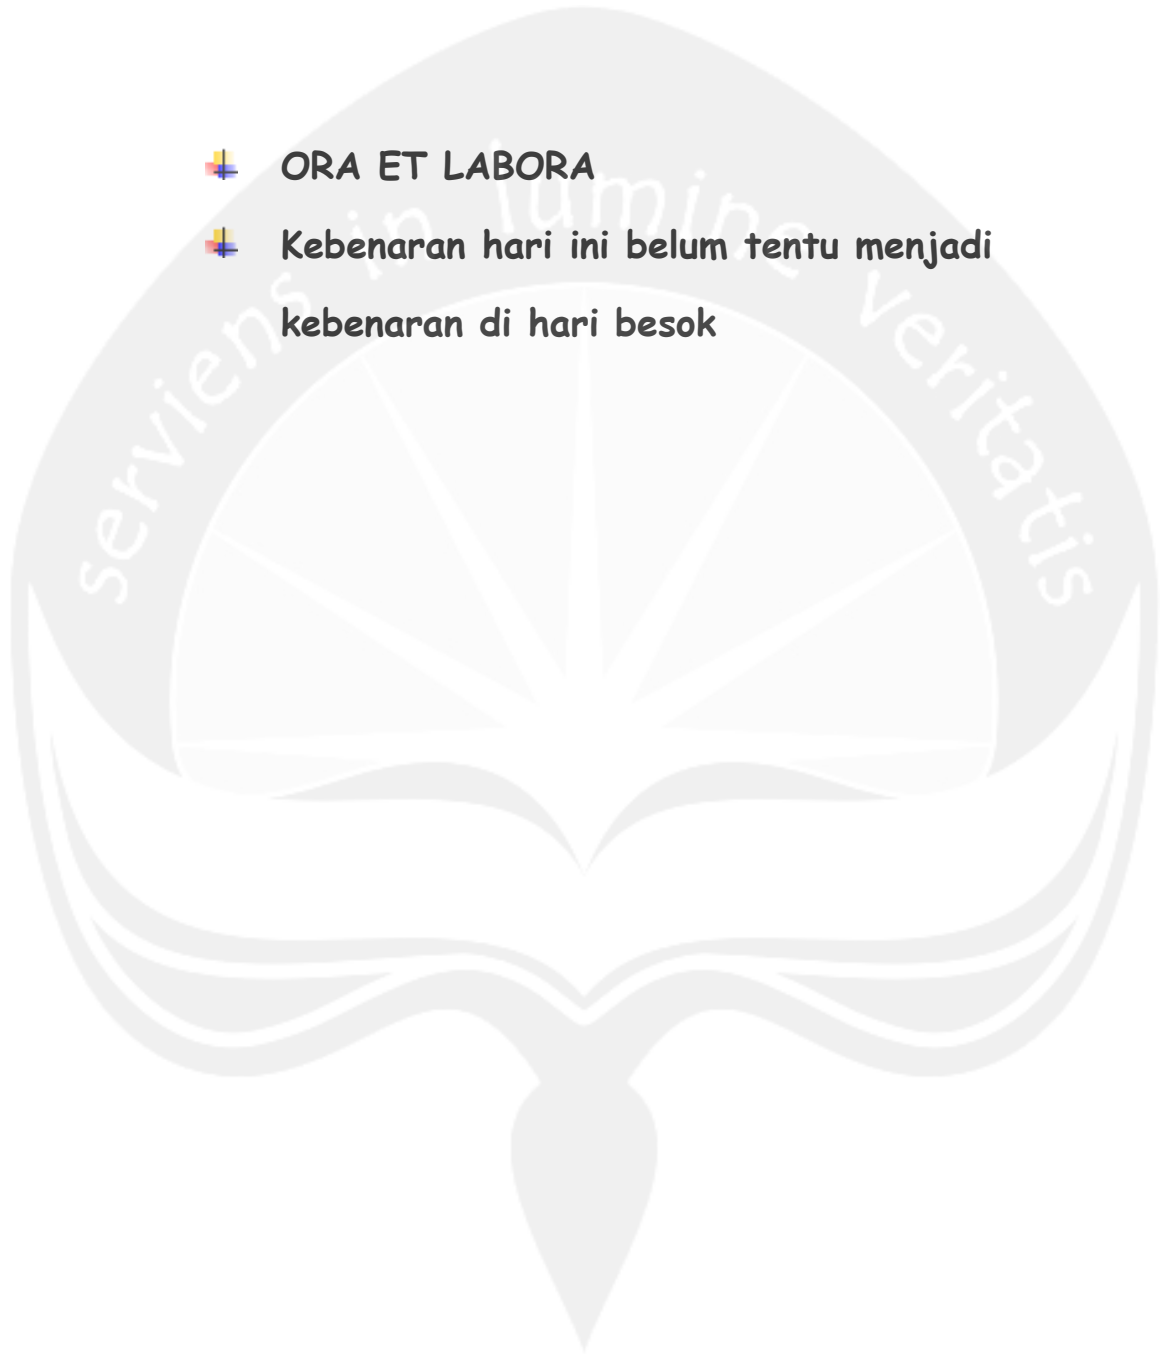 ORA ET LABORA
Kebenaran hari ini belum tentu menjadi
kebenaran di hari besok
serviens in lumine veritatis